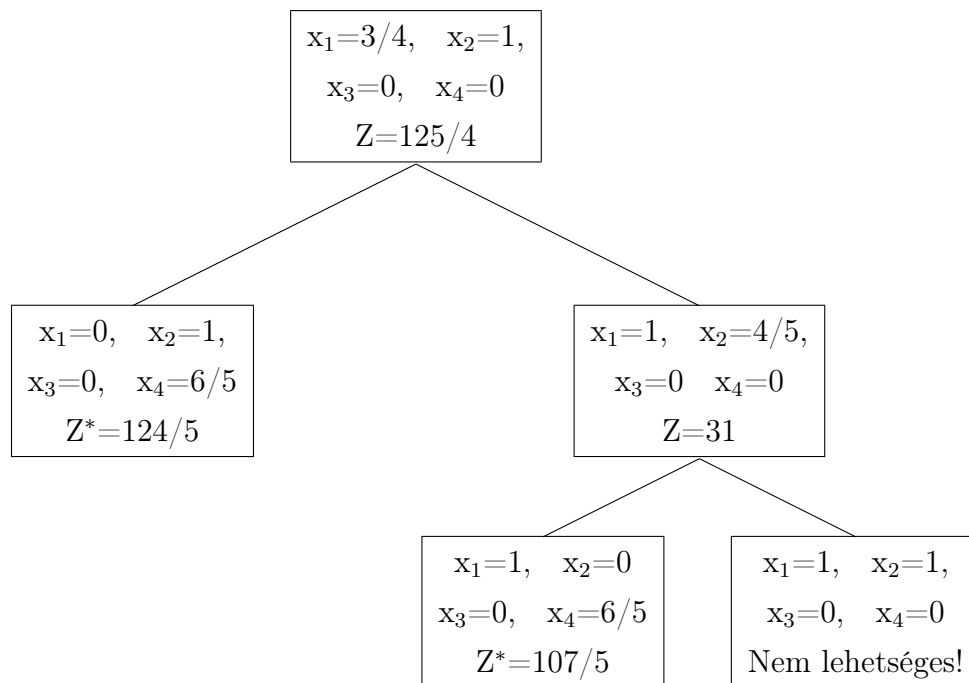 x₁=3/4, x₂=1,
x₃=0, x₄=0
Z=125/4
x₁=0, x₂=1,
x₃=0, x₄=6/5
Z*=124/5
x₁=1, x₂=4/5,
x₃=0 x₄=0
Z=31
x₁=1, x₂=0
x₃=0, x₄=6/5
Z*=107/5
x₁=1, x₂=1,
x₃=0, x₄=0
Nem lehetséges!